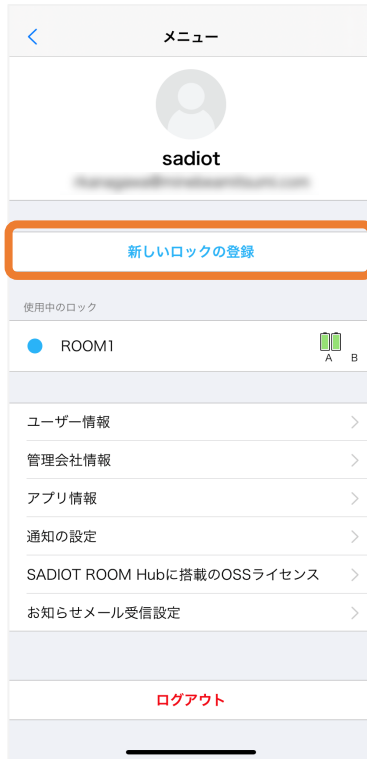 メニュー
sadiot
新しいロックの登録
使用中のロック
ROOM1
A B
ユーザー情報
管理会社情報
アプリ情報
通知の設定
SADIOT ROOM Hubに搭載のOSSライセンス
お知らせメール受信設定
ログアウト